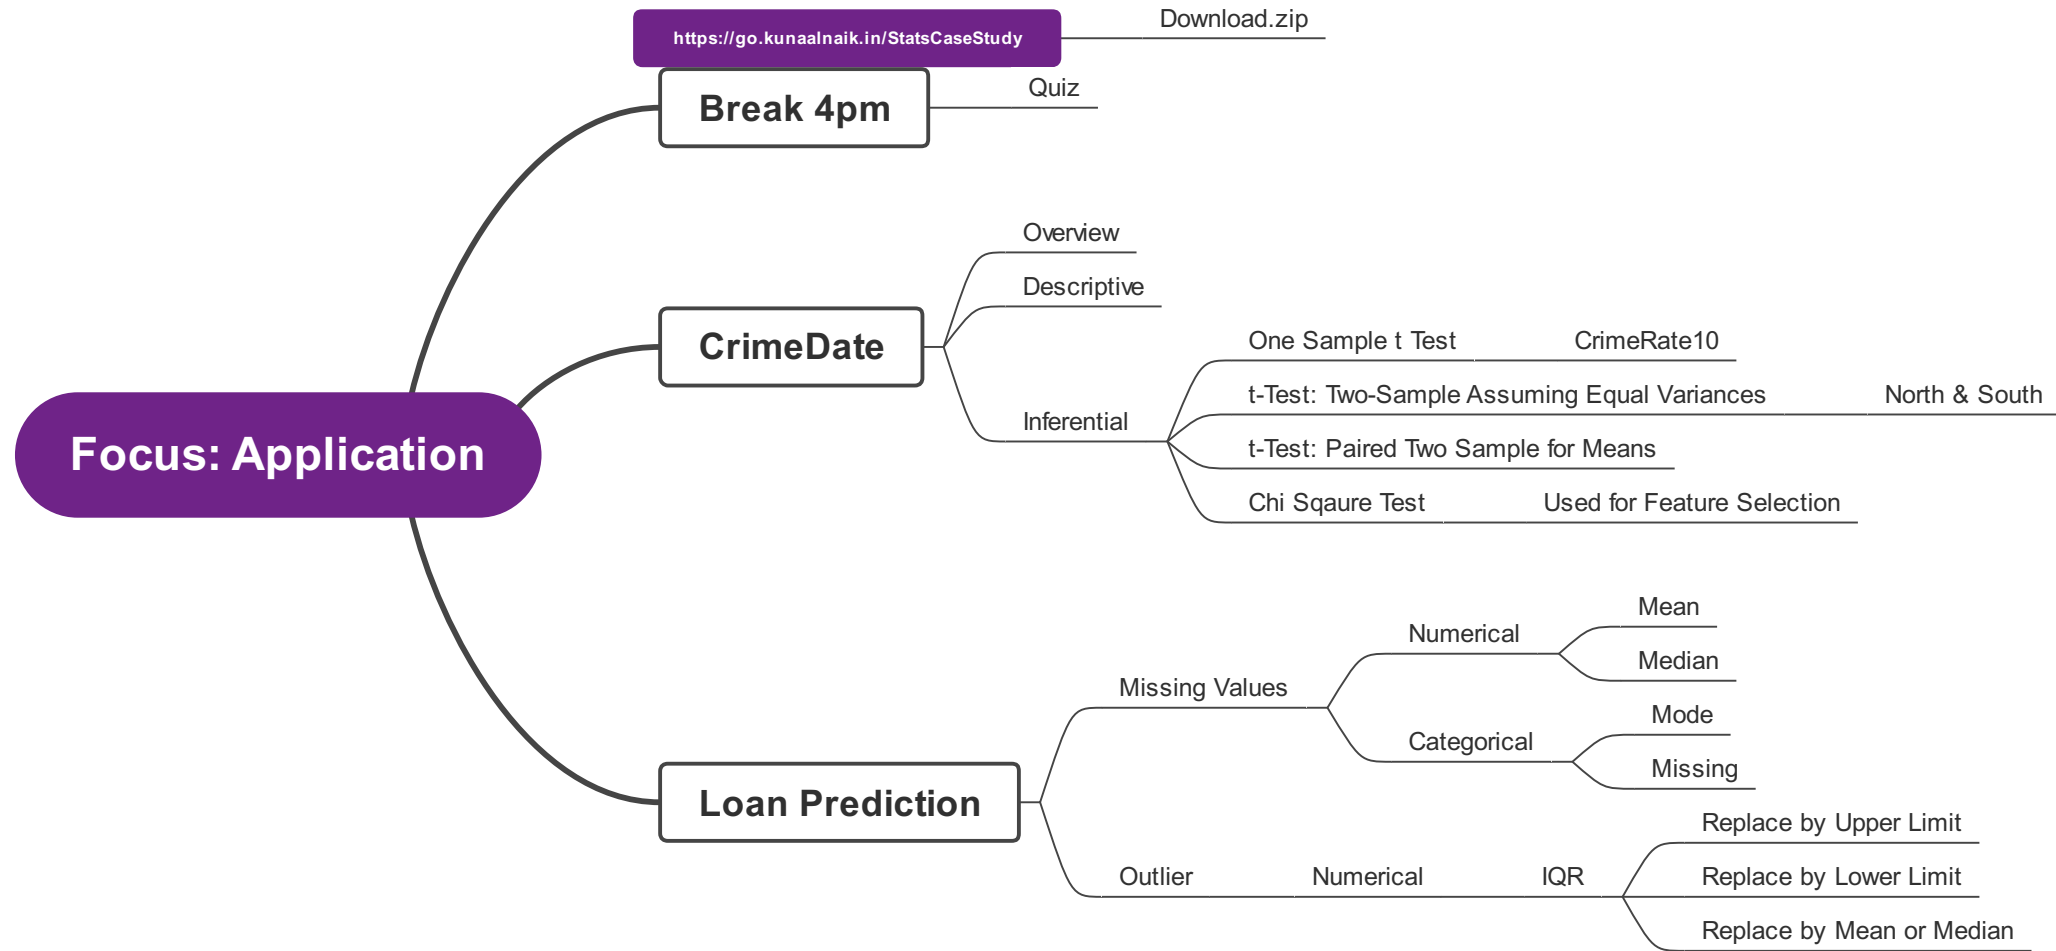 https://go.kunaalnaik.in/StatsCaseStudy
Download.zip
Break 4pm
Quiz
Focus: Application
CrimeDate
Overview
Descriptive
Inferential
One Sample t Test
CrimeRate10
t-Test: Two-Sample Assuming Equal Variances
North & South
t-Test: Paired Two Sample for Means
Chi Sqaure Test
Used for Feature Selection
Loan Prediction
Missing Values
Numerical
Mean
Median
Categorical
Mode
Missing
Outlier
Numerical
IQR
Replace by Upper Limit
Replace by Lower Limit
Replace by Mean or Median